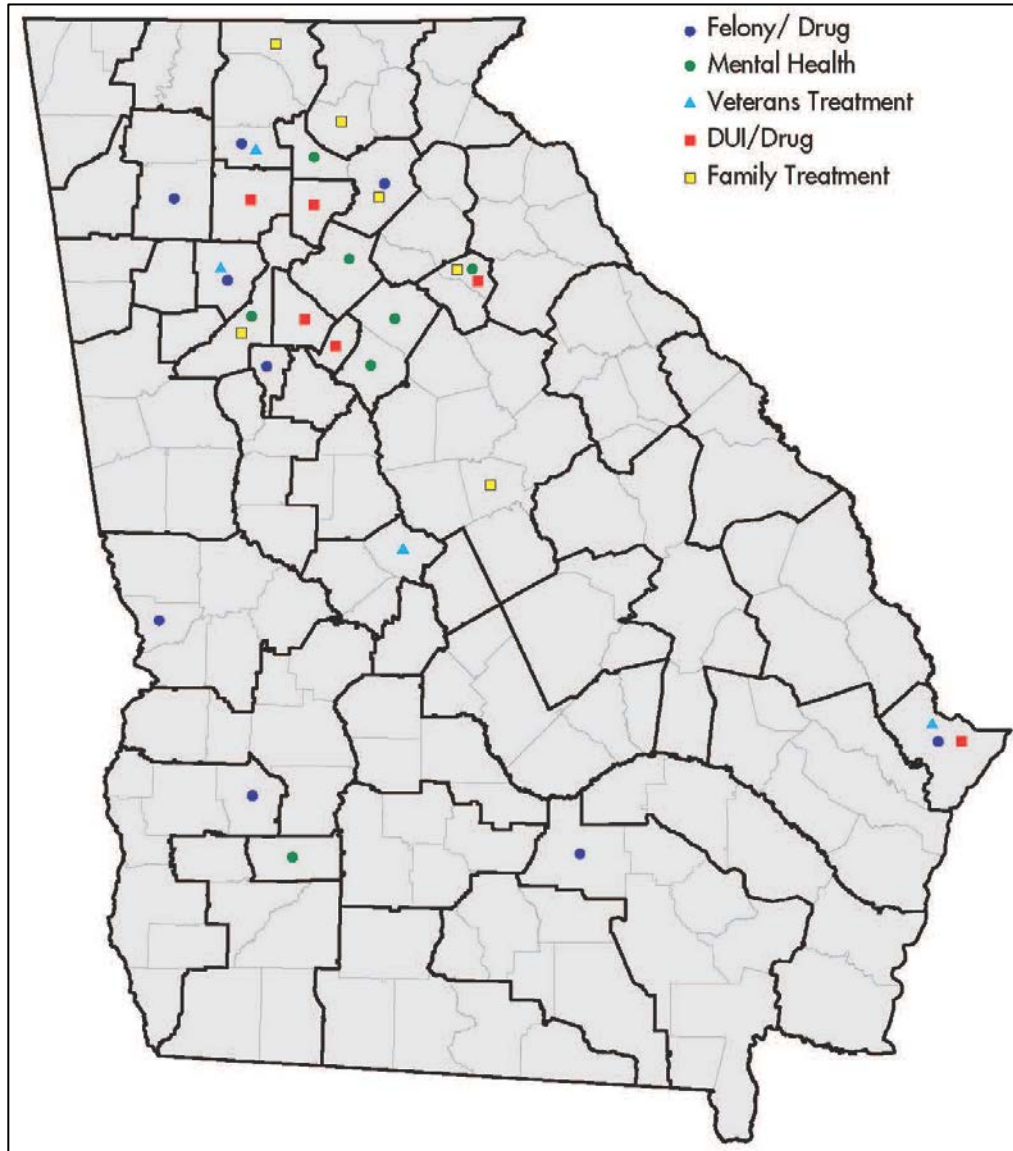 Felony/ Drug
Mental Health
Veterans Treatment
DUI/Drug
Family Treatment